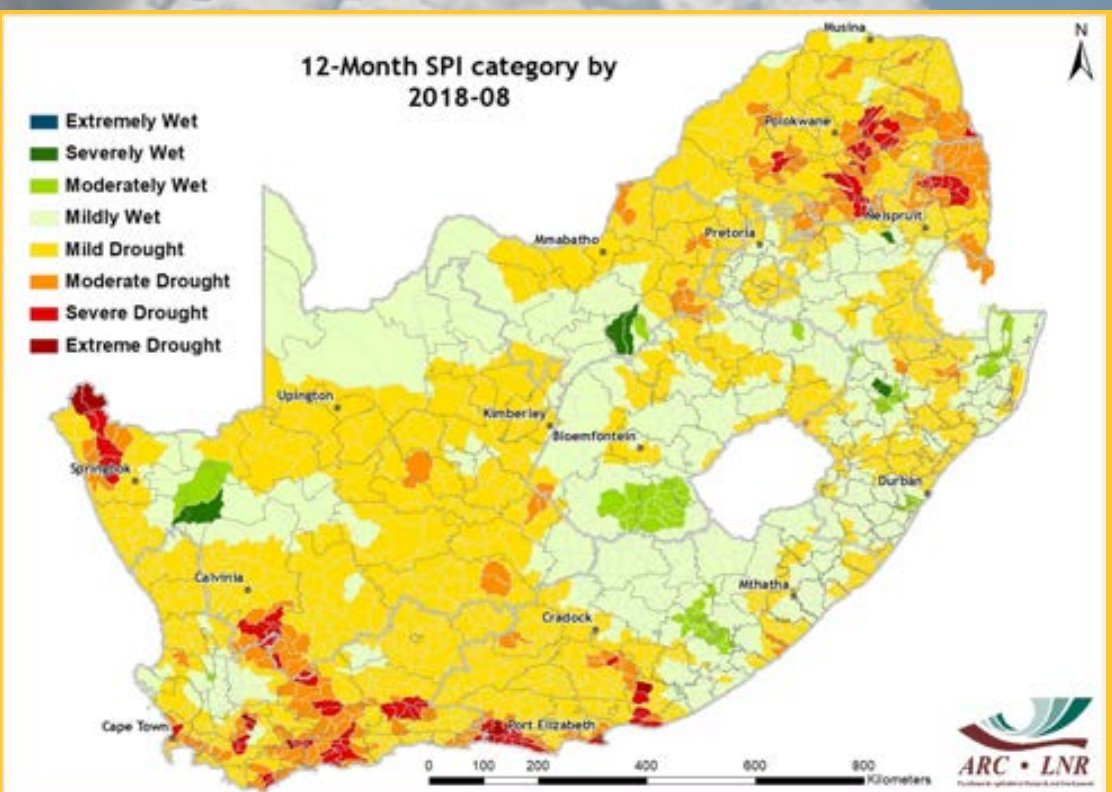 12-Month SPI category by
2018-08
N
Extremely Wet
Severely Wet
Moderately Wet
Mildly Wet
Mild Drought
Moderate Drought
Severe Drought
Extreme Drought
Musina
Polokwane
Nelspruit
Pretoria
Mmabatho
Upington
Kimberley
Bloemfontein
Springbok
Durban
Calvinia
Mthatha
Cradock
Cape Town
Port Elizabeth
0 100 200 400 600 800
Kilometers
ARC • LNR